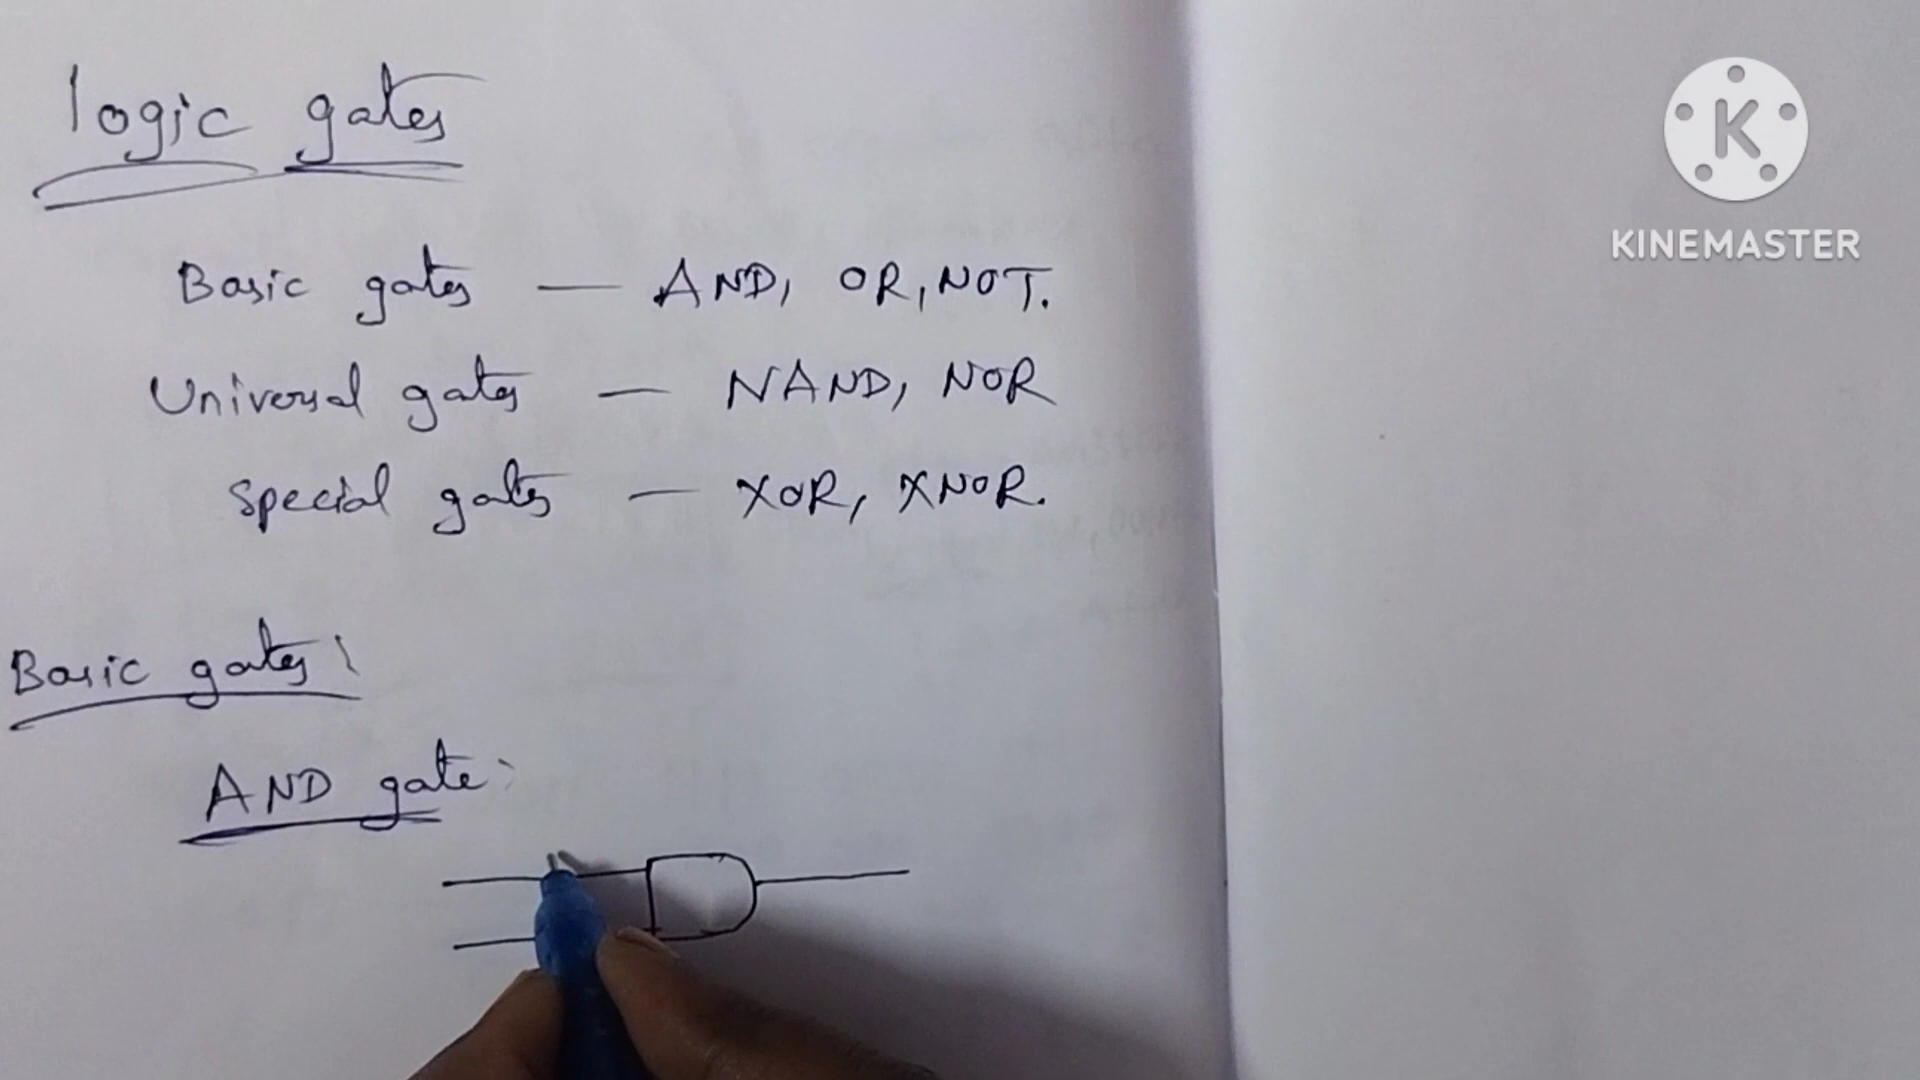 logic gates
Basic gates — AND, OR, NOT.
Universal gates — NAND, NOR
Special gates — XOR, XNOR.
Basic gates:
AND gate:
K
KINEMASTER